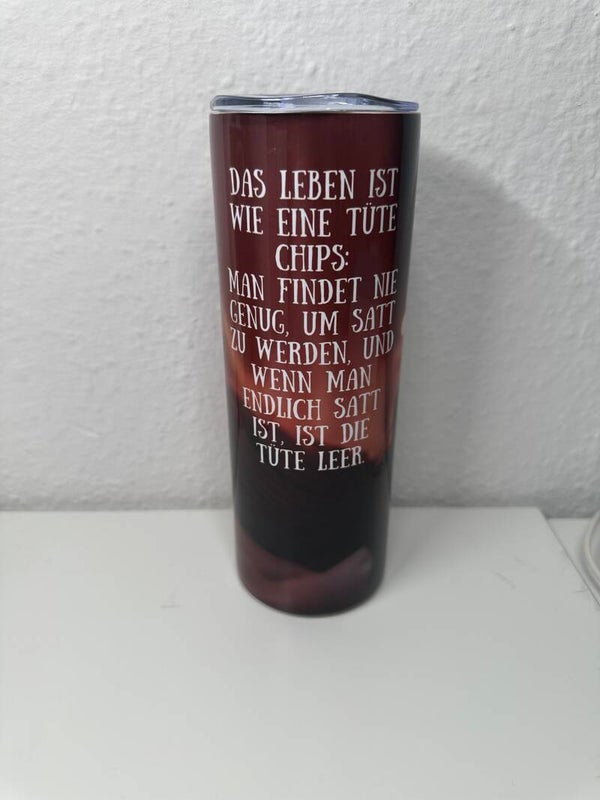 DAS LEBEN IST
WIE EINE TÜTE
CHIPS:
MAN FINDET NIE
GENUG, UM SATT
ZU WERDEN, UND
WENN MAN
ENDLICH SATT
IST, IST DIE
TÜTE LEER.